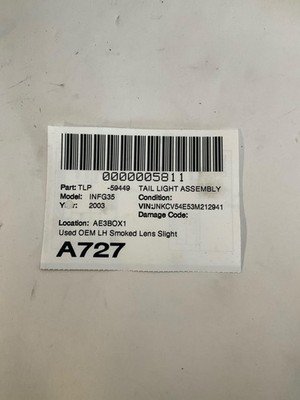 0000005811
Part: TLP -59449 TAIL LIGHT ASSEMBLY
Model: INFG35 Condition:
Year: 2003 VIN:JNKCV54E53M212941
Damage Code:
Location: AE3BOX1
Used OEM LH Smoked Lens Slight
A727